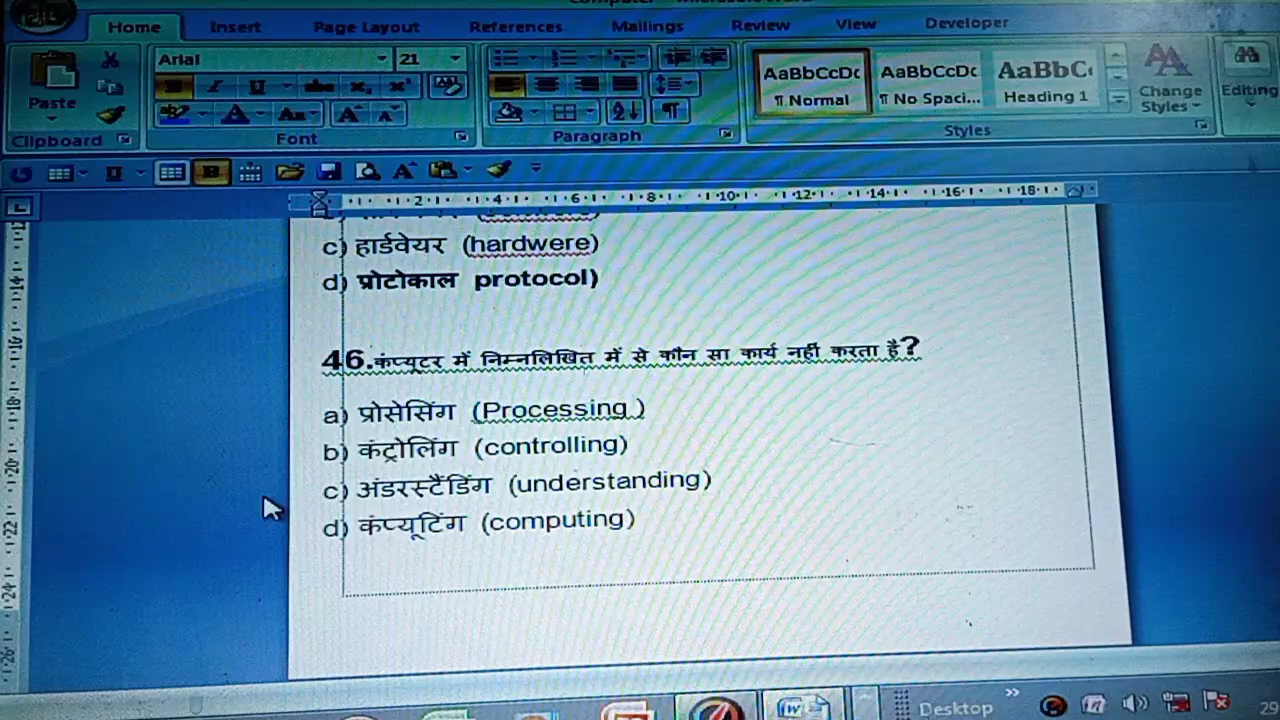 Home Insert Page Layout References Mailings Review View Developer
Arial 21
Paste
AaBbCcDc AaBbCcDc AaBbC
¶ Normal ¶ No Spaci... Heading 1
Change Styles
Editing
Clipboard Font Paragraph Styles
c) हार्डवेयर (hardwere)
d) प्रोटोकाल protocol)
46.कंप्यूटर में निम्नलिखित में से कौन सा कार्य नहीं करता है?
a) प्रोसेसिंग (Processing )
b) कंट्रोलिंग (controlling)
c) अंडरस्टैंडिंग (understanding)
d) कंप्यूटिंग (computing)
Desktop